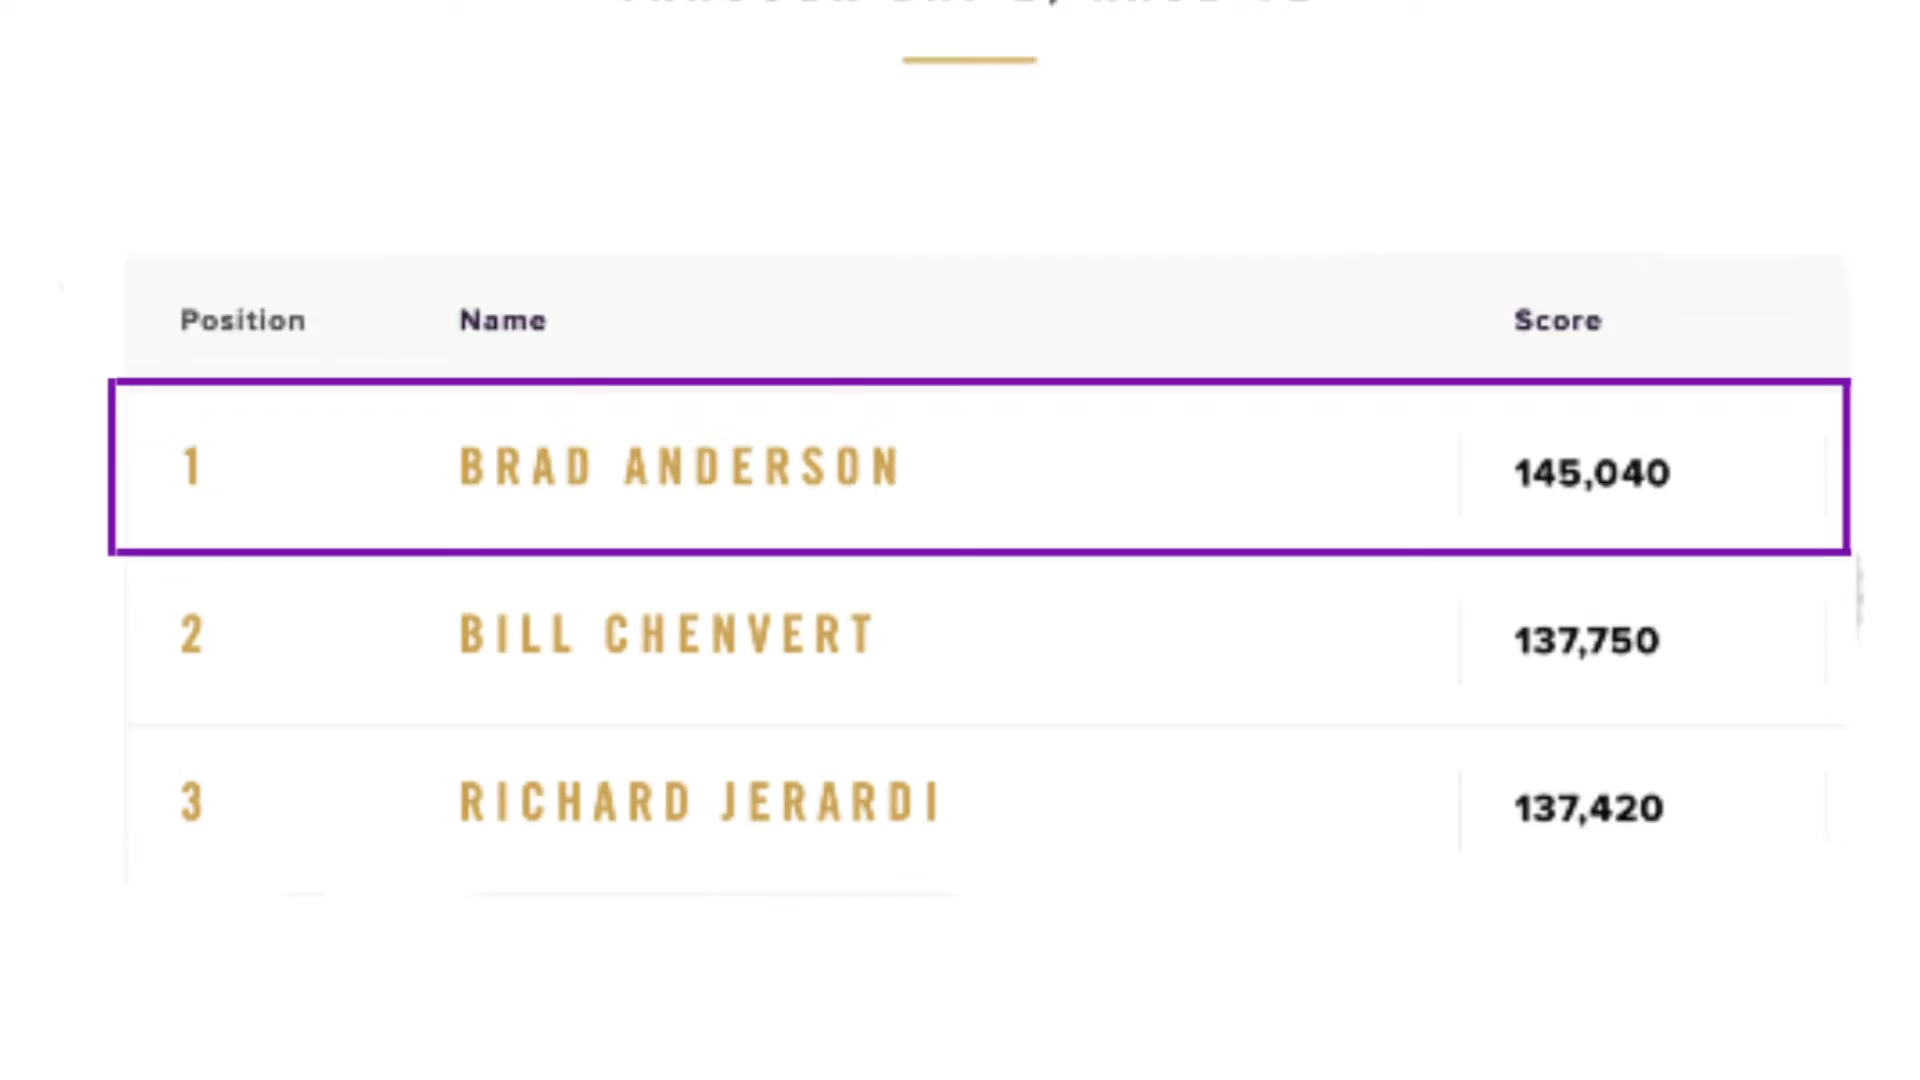 Position Name Score
1 BRAD ANDERSON 145,040
2 BILL CHENVERT 137,750
3 RICHARD JERARDI 137,420